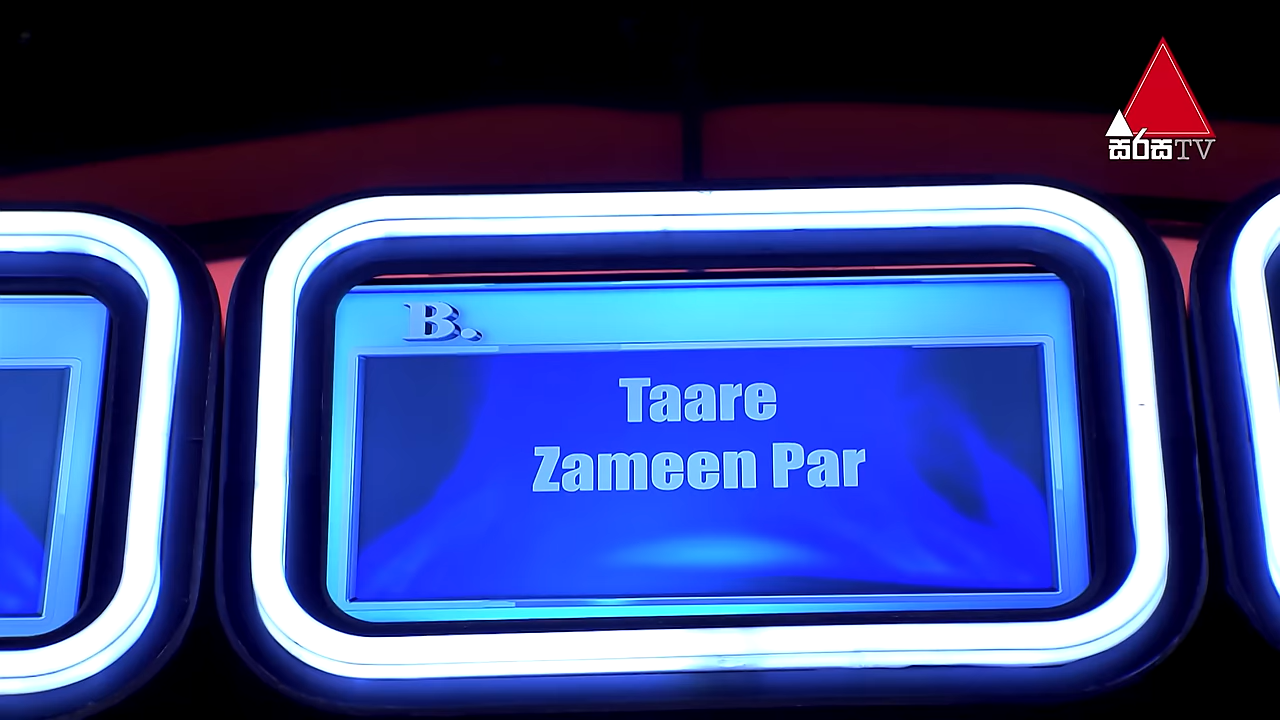 සිරස TV
B.
Taare
Zameen Par